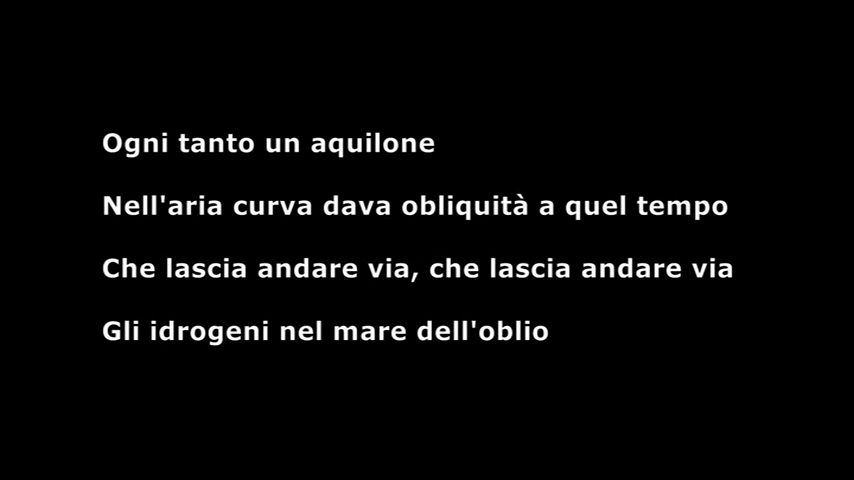 Ogni tanto un aquilone
Nell'aria curva dava obliquità a quel tempo
Che lascia andare via, che lascia andare via
Gli idrogeni nel mare dell'oblio